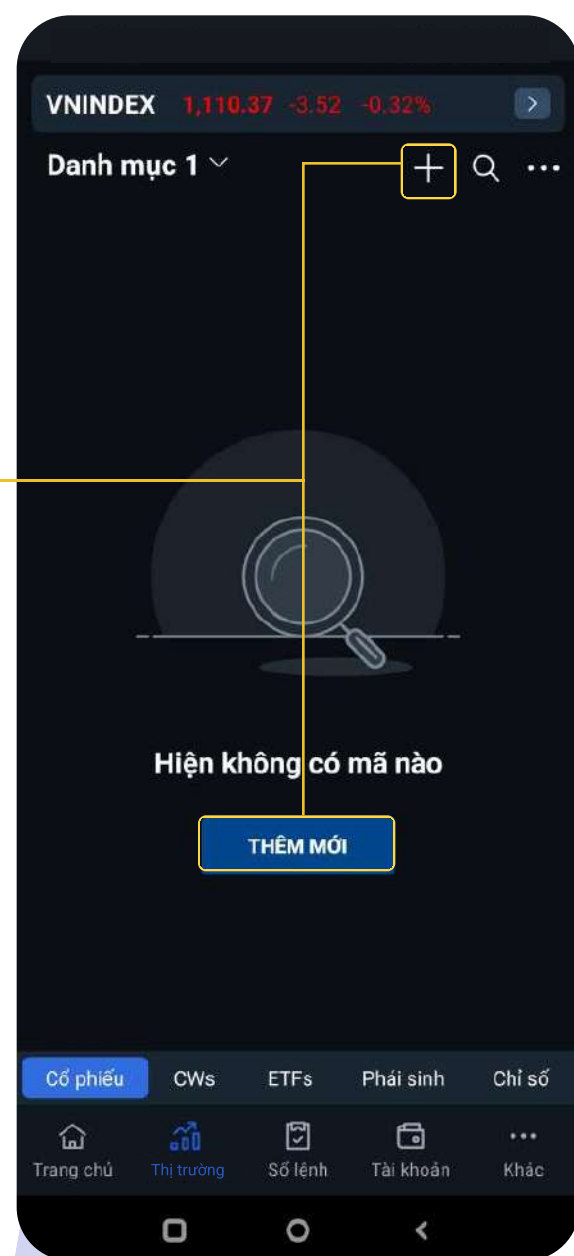 VNINDEX 1,110.37 -3.52 -0.32%
Danh mục 1
Hiện không có mã nào
THÊM MỚI
Cổ phiếu CWs ETFs Phái sinh Chỉ số
Trang chủ Thị trường Sổ lệnh Tài khoản Khác